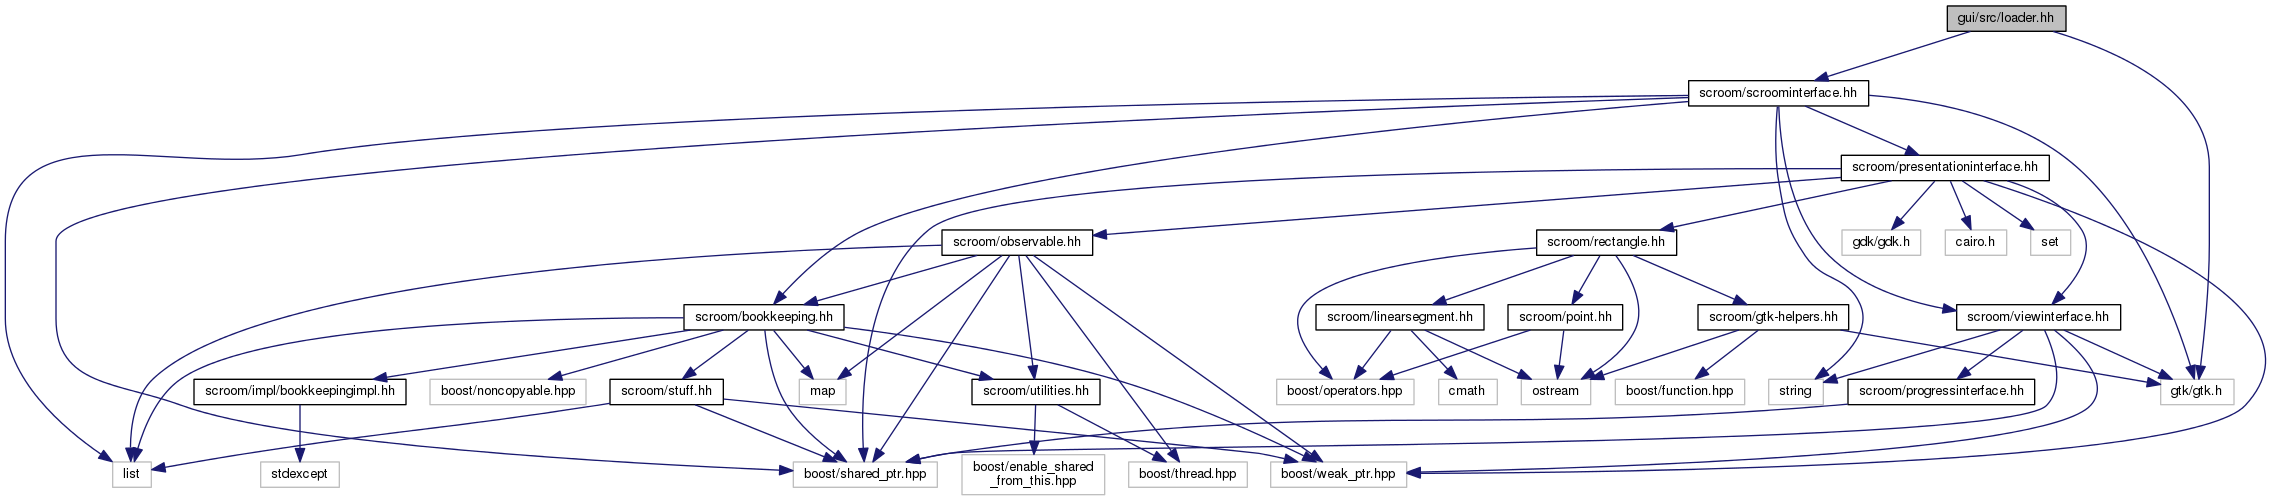 gui/src/loader.hh
scroom/scroominterface.hh
scroom/presentationinterface.hh
scroom/observable.hh
scroom/rectangle.hh
gdk/gdk.h
cairo.h
set
scroom/bookkeeping.hh
scroom/linearsegment.hh
scroom/point.hh
scroom/gtk-helpers.hh
scroom/viewinterface.hh
scroom/impl/bookkeepingimpl.hh
boost/noncopyable.hpp
scroom/stuff.hh
map
scroom/utilities.hh
boost/operators.hpp
cmath
ostream
boost/function.hpp
string
scroom/progressinterface.hh
gtk/gtk.h
list
stdexcept
boost/shared_ptr.hpp
boost/enable_shared
_from_this.hpp
boost/thread.hpp
boost/weak_ptr.hpp